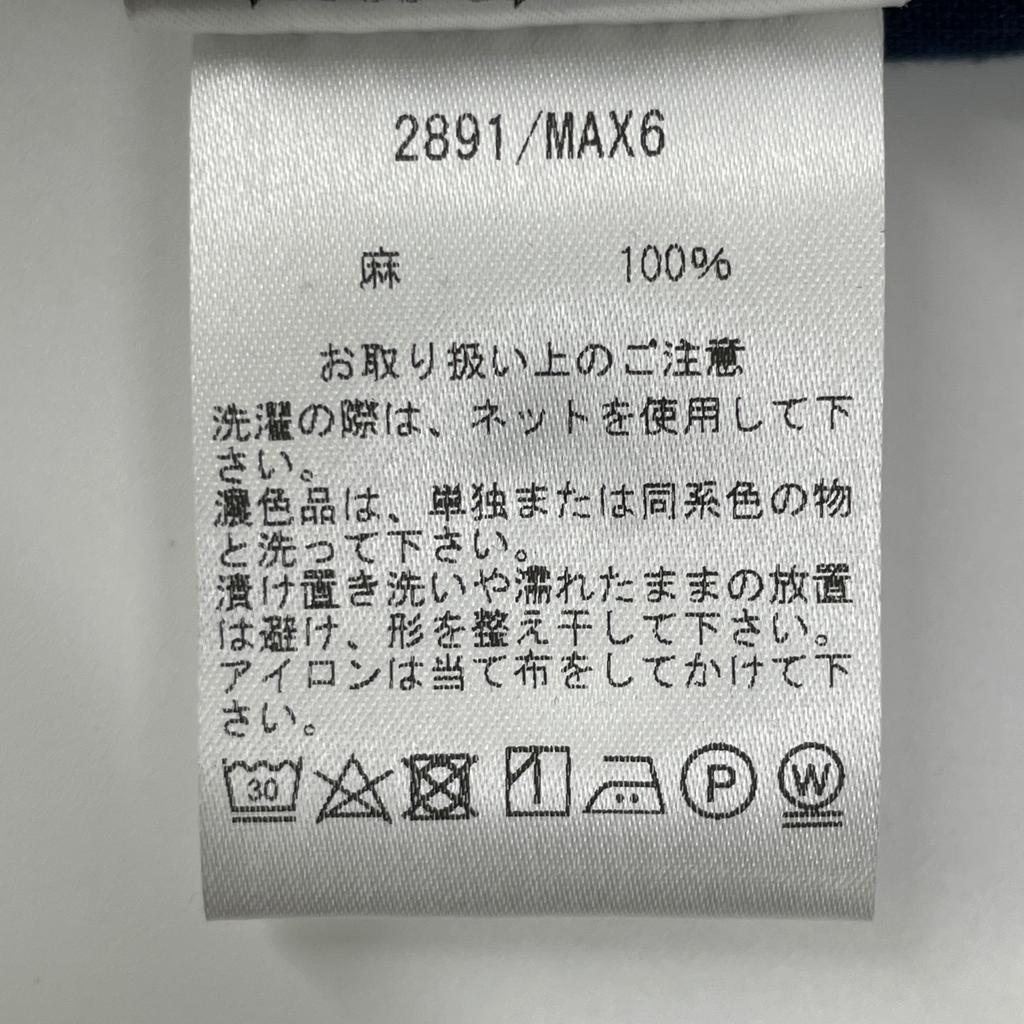 2891/MAX6
麻 100%
お取り扱い上のご注意
洗濯の際は、ネットを使用して下
さい。
濃色品は、単独または同系色の物
と洗って下さい。
漬け置き洗いや濡れたままの放置
は避け、形を整え干して下さい。
アイロンは当て布をしてかけて下
さい。
30
P
W